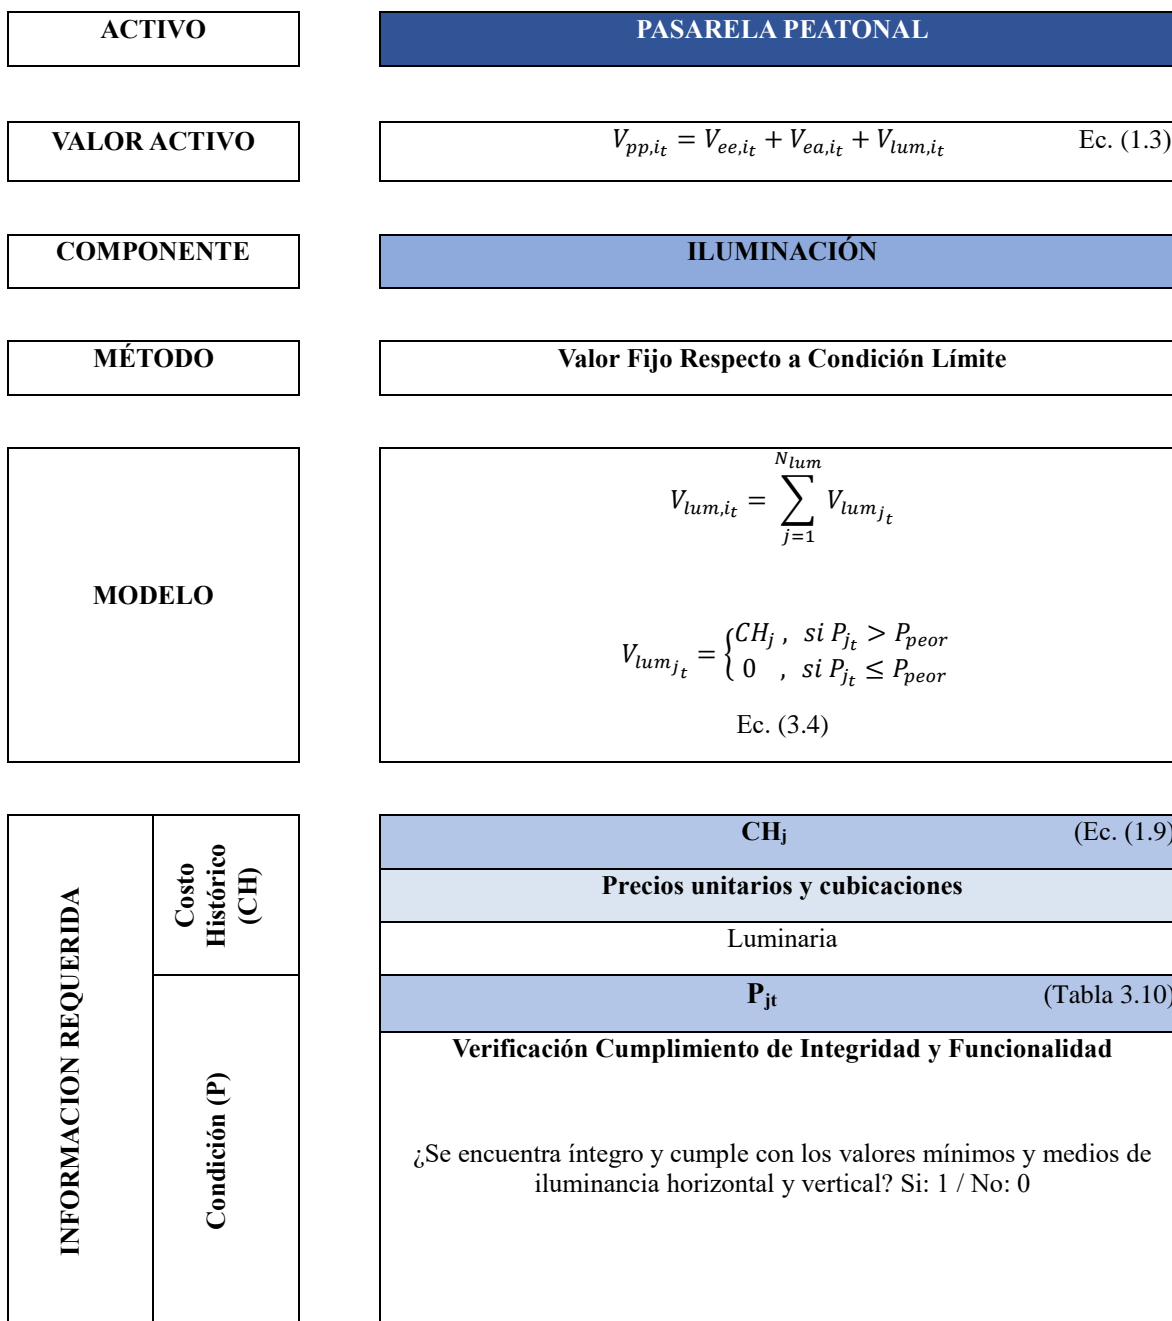 ACTIVO
PASARELA PEATONAL
VALOR ACTIVO
V_{pp,i_t} = V_{ee,i_t} + V_{ea,i_t} + V_{lum,i_t} Ec. (1.3)
COMPONENTE
ILUMINACIÓN
MÉTODO
Valor Fijo Respecto a Condición Límite
MODELO
V_{lum,i_t} = \sum_{j=1}^{N_{lum}} V_{lum_{j_t}}
V_{lum_{j_t}} = { CH_j , si P_{j_t} > P_{peor}
0 , si P_{j_t} ≤ P_{peor}
Ec. (3.4)
INFORMACION REQUERIDA
Costo
Histórico
(CH)
CH_j (Ec. (1.9)
Precios unitarios y cubicaciones
Luminaria
Condición (P)
P_{jt} (Tabla 3.10)
Verificación Cumplimiento de Integridad y Funcionalidad
¿Se encuentra íntegro y cumple con los valores mínimos y medios de
iluminancia horizontal y vertical? Si: 1 / No: 0